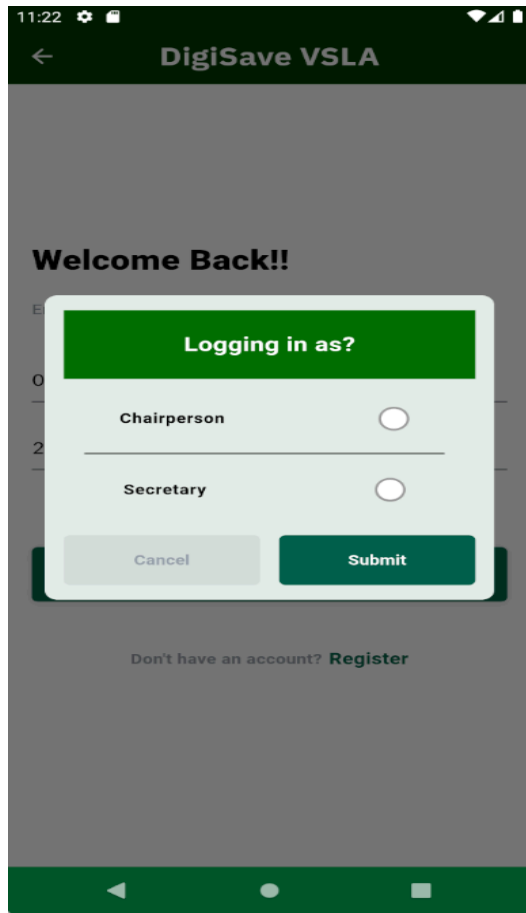 11:22
DigiSave VSLA
Welcome Back!!
Logging in as?
Chairperson
Secretary
Cancel Submit
Don't have an account? Register